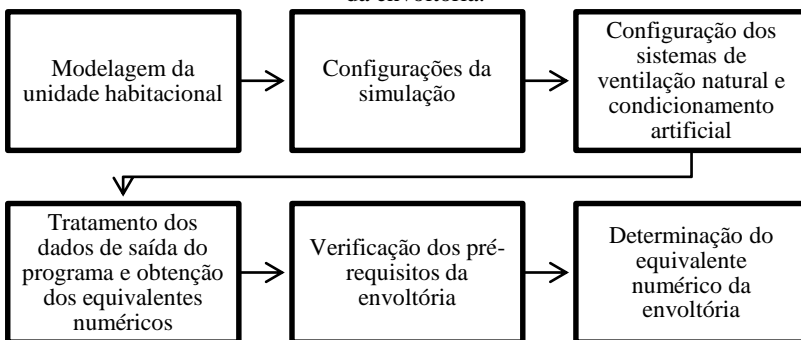 da envoltória.
Modelagem da
unidade habitacional
Configurações da
simulação
Configuração dos
sistemas de
ventilação natural e
condicionamento
artificial
Tratamento dos
dados de saída do
programa e obtenção
dos equivalentes
numéricos
Verificação dos pré-
requisitos da
envoltória
Determinação do
equivalente
numérico da
envoltória